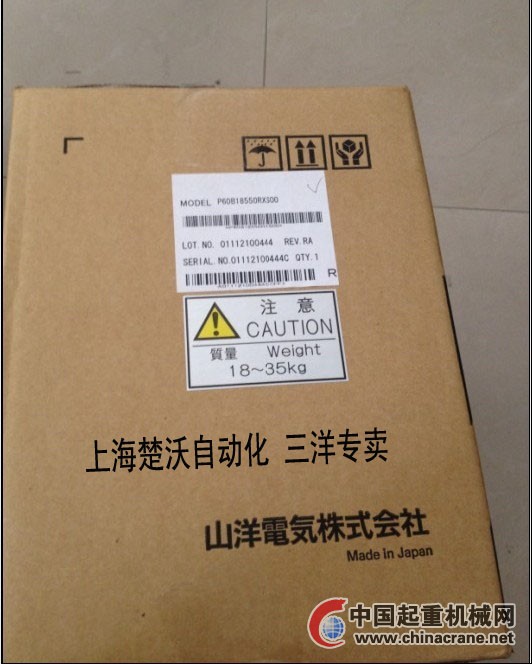 MODEL P60B18550RXS00
LOT NO. 01112100444 REV.RA
SERIAL.NO.01112100444C QTY.1
R
注意
CAUTION
質量 Weight
18~35kg
上海楚沃自动化 三洋专卖
山洋電気株式会社
Made in Japan
中国起重机械网
www.chinacrane.net